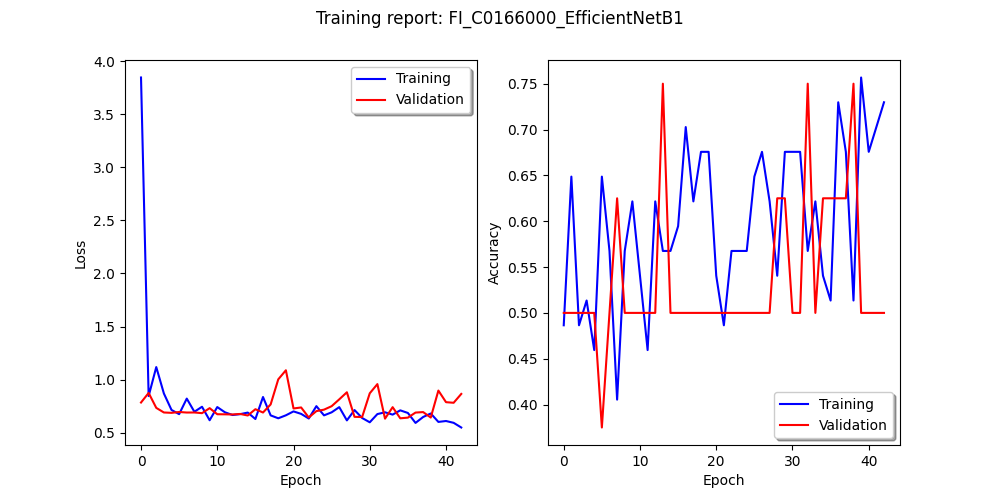 Training report: FI_C0166000_EfficientNetB1
4.0
3.5
3.0
2.5
2.0
1.5
1.0
0.5
Loss
0
10
20
30
40
Epoch
Training
Validation
0.75
0.70
0.65
0.60
0.55
0.50
0.45
0.40
Accuracy
0
10
20
30
40
Epoch
Training
Validation